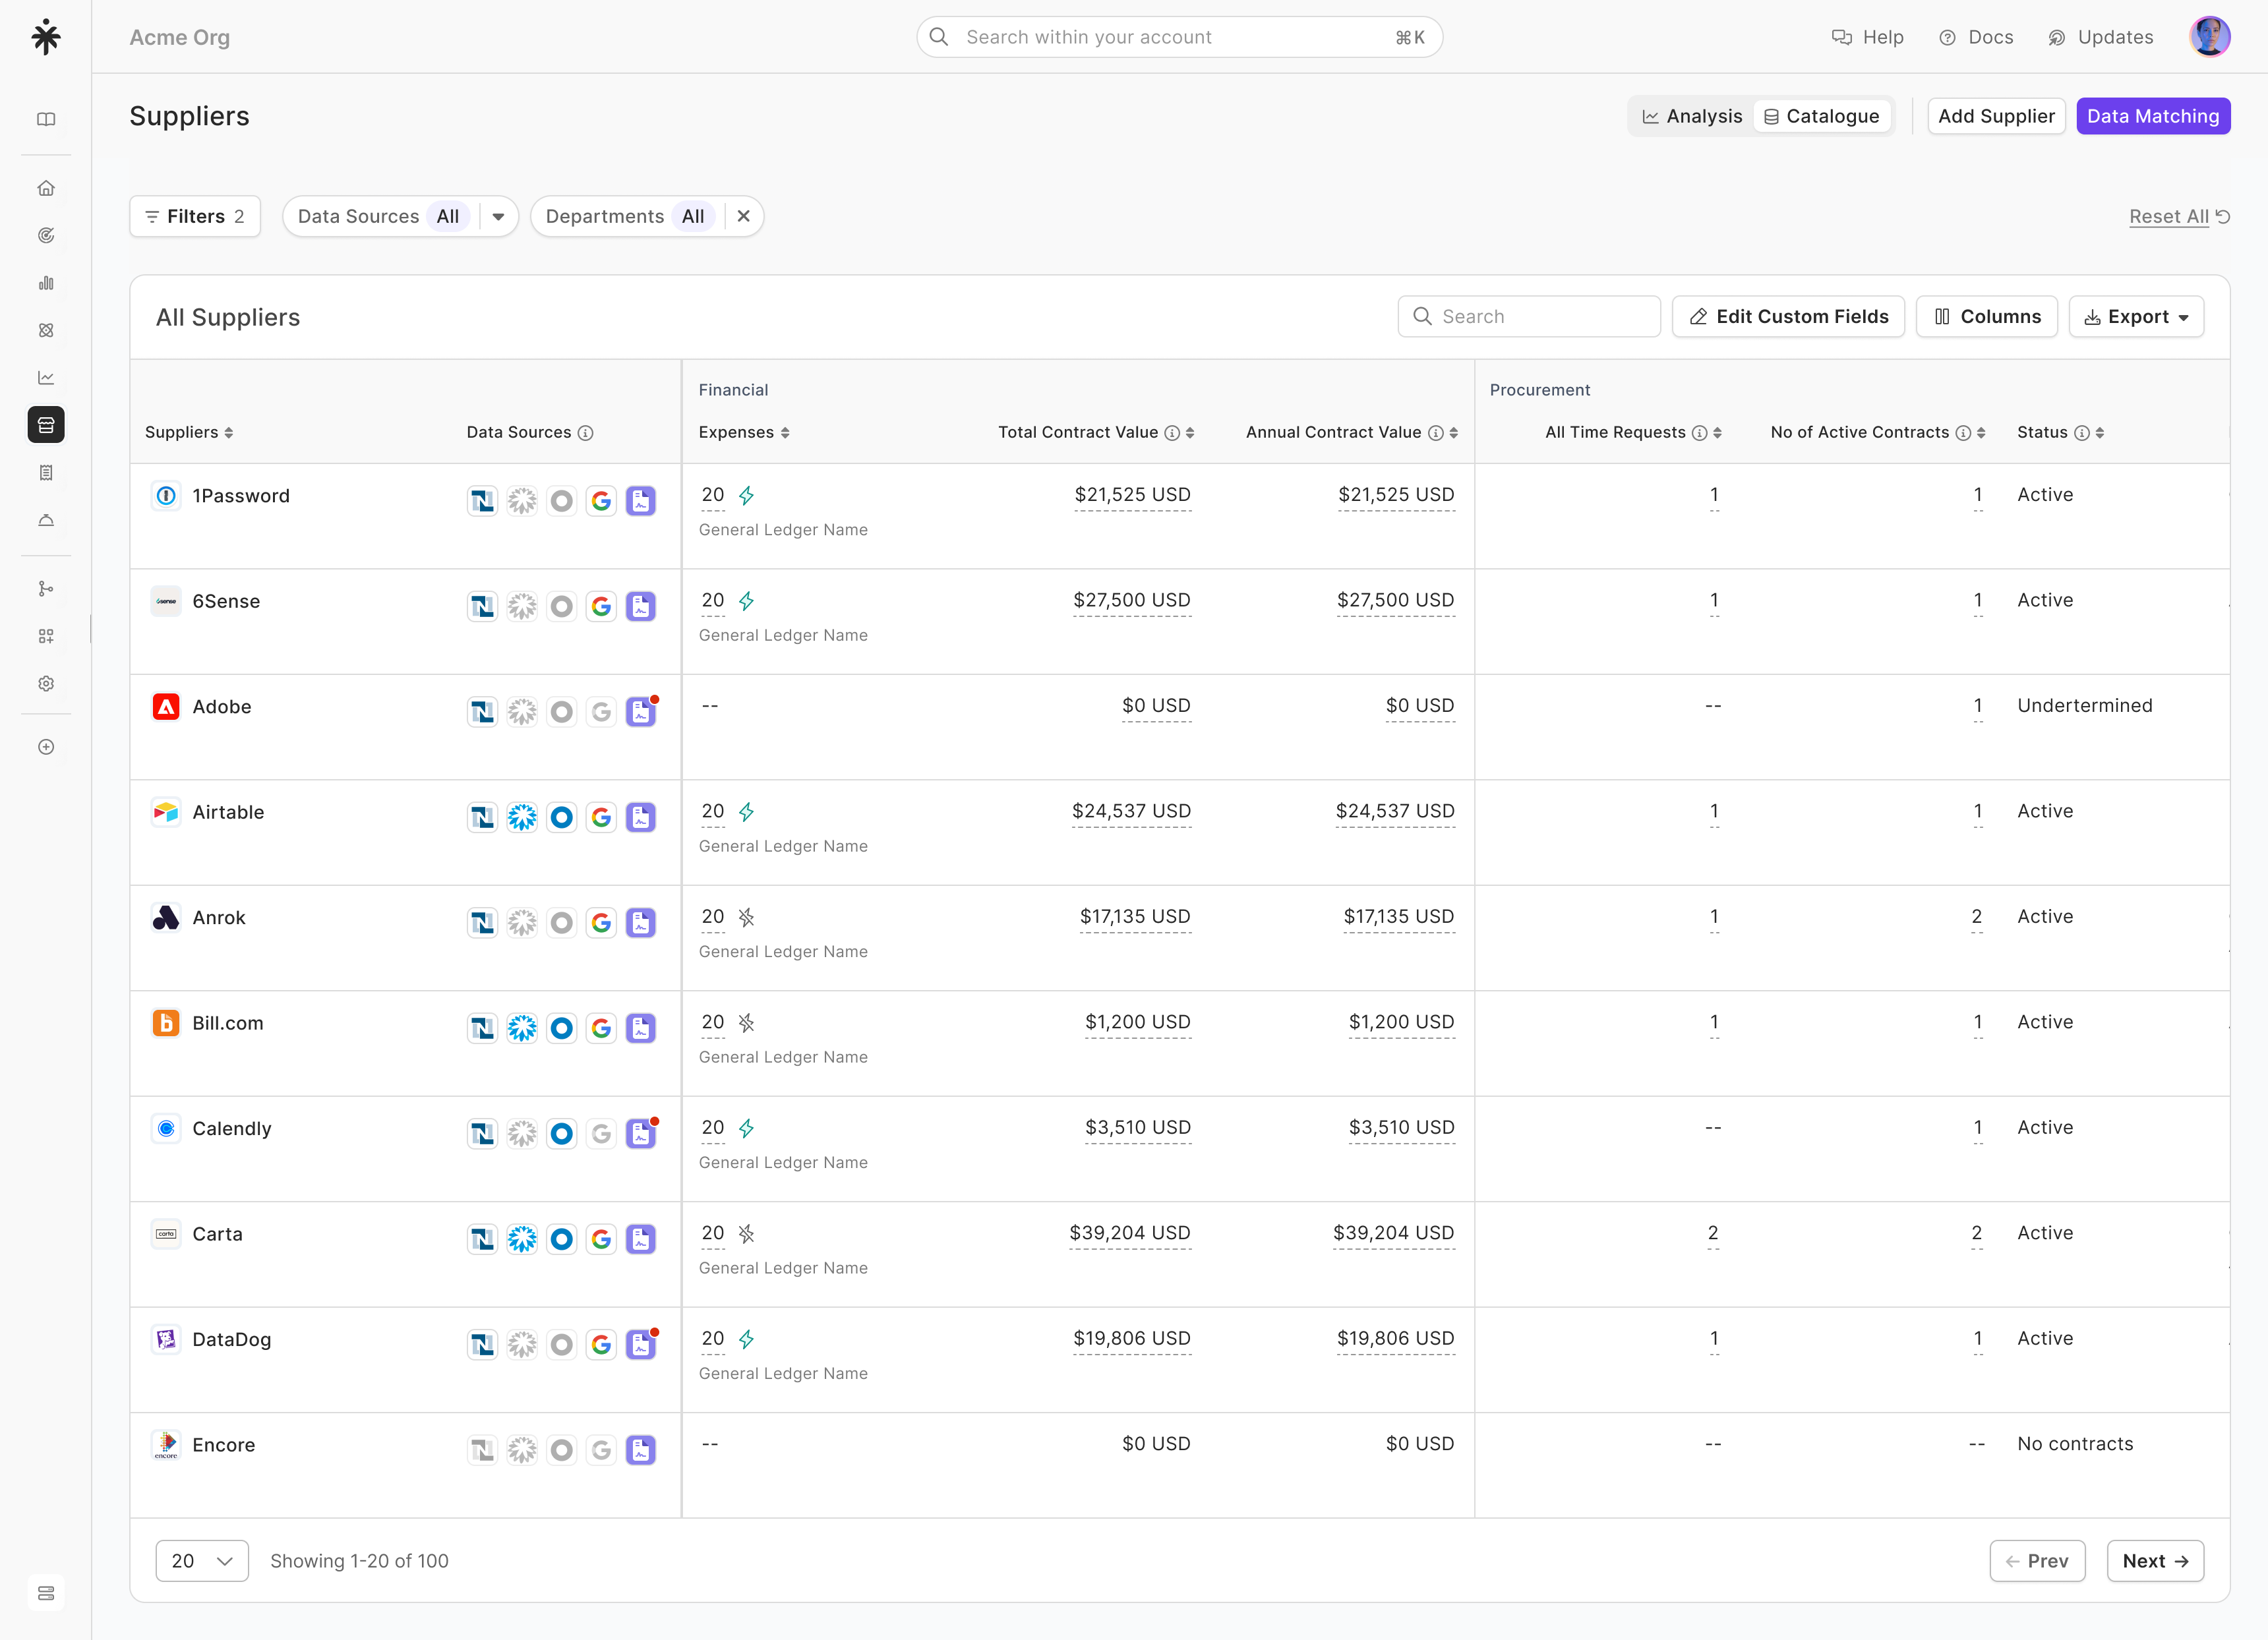 Acme Org
Search within your account
⌘K
Help
Docs
Updates
Suppliers
Analysis
Catalogue
Add Supplier
Data Matching
Filters 2
Data Sources All
Departments All
Reset All
All Suppliers
Search
Edit Custom Fields
Columns
Export
Financial
Procurement
Suppliers
Data Sources
Expenses
Total Contract Value
Annual Contract Value
All Time Requests
No of Active Contracts
Status
1Password
20
General Ledger Name
$21,525 USD
$21,525 USD
1
1
Active
6sense
6Sense
20
General Ledger Name
$27,500 USD
$27,500 USD
1
1
Active
Adobe
--
$0 USD
$0 USD
--
1
Undertermined
Airtable
20
General Ledger Name
$24,537 USD
$24,537 USD
1
1
Active
Anrok
20
General Ledger Name
$17,135 USD
$17,135 USD
1
2
Active
Bill.com
20
General Ledger Name
$1,200 USD
$1,200 USD
1
1
Active
Calendly
20
General Ledger Name
$3,510 USD
$3,510 USD
--
1
Active
carta
Carta
20
General Ledger Name
$39,204 USD
$39,204 USD
2
2
Active
DataDog
20
General Ledger Name
$19,806 USD
$19,806 USD
1
1
Active
encore
Encore
--
$0 USD
$0 USD
--
--
No contracts
20
Showing 1-20 of 100
← Prev
Next →